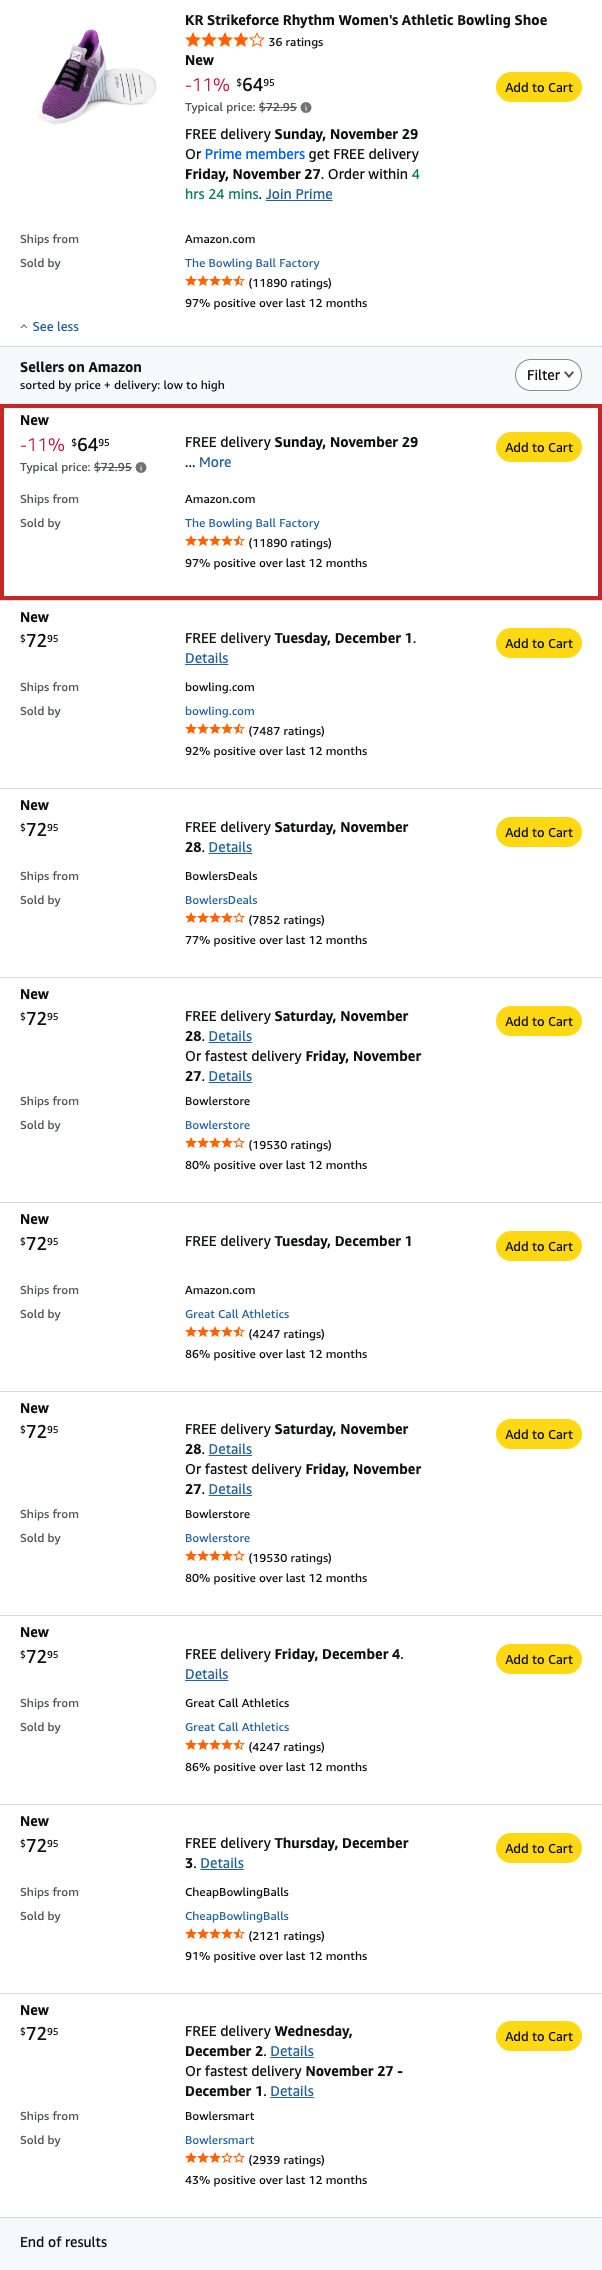 KR Strikeforce Rhythm Women's Athletic Bowling Shoe
36 ratings
New
-11% $64.95
Add to Cart
Typical price: $72.95
FREE delivery Sunday, November 29
Or Prime members get FREE delivery
Friday, November 27. Order within 4
hrs 24 mins. Join Prime
Ships from Amazon.com
Sold by The Bowling Ball Factory
(11890 ratings)
97% positive over last 12 months
See less
Sellers on Amazon
sorted by price + delivery: low to high
Filter
New
-11% $64.95
Typical price: $72.95
FREE delivery Sunday, November 29
... More
Add to Cart
Ships from Amazon.com
Sold by The Bowling Ball Factory
(11890 ratings)
97% positive over last 12 months
New
$72.95
FREE delivery Tuesday, December 1.
Details
Add to Cart
Ships from bowling.com
Sold by bowling.com
(7487 ratings)
92% positive over last 12 months
New
$72.95
FREE delivery Saturday, November
28. Details
Add to Cart
Ships from BowlersDeals
Sold by BowlersDeals
(7852 ratings)
77% positive over last 12 months
New
$72.95
FREE delivery Saturday, November
28. Details
Or fastest delivery Friday, November
27. Details
Add to Cart
Ships from Bowlerstore
Sold by Bowlerstore
(19530 ratings)
80% positive over last 12 months
New
$72.95
FREE delivery Tuesday, December 1
Add to Cart
Ships from Amazon.com
Sold by Great Call Athletics
(4247 ratings)
86% positive over last 12 months
New
$72.95
FREE delivery Saturday, November
28. Details
Or fastest delivery Friday, November
27. Details
Add to Cart
Ships from Bowlerstore
Sold by Bowlerstore
(19530 ratings)
80% positive over last 12 months
New
$72.95
FREE delivery Friday, December 4.
Details
Add to Cart
Ships from Great Call Athletics
Sold by Great Call Athletics
(4247 ratings)
86% positive over last 12 months
New
$72.95
FREE delivery Thursday, December
3. Details
Add to Cart
Ships from CheapBowlingBalls
Sold by CheapBowlingBalls
(2121 ratings)
91% positive over last 12 months
New
$72.95
FREE delivery Wednesday,
December 2. Details
Or fastest delivery November 27 -
December 1. Details
Add to Cart
Ships from Bowlersmart
Sold by Bowlersmart
(2939 ratings)
43% positive over last 12 months
End of results